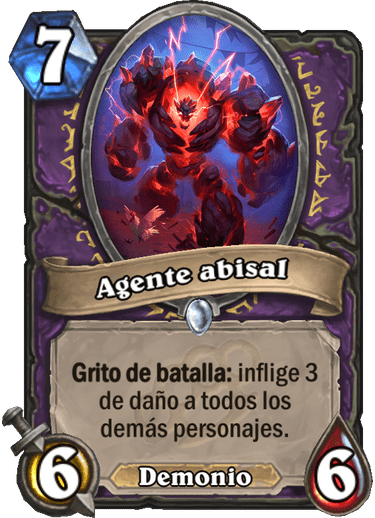 7
Agente abisal
Grito de batalla: inflige 3
de daño a todos los
demás personajes.
6
Demonio
6